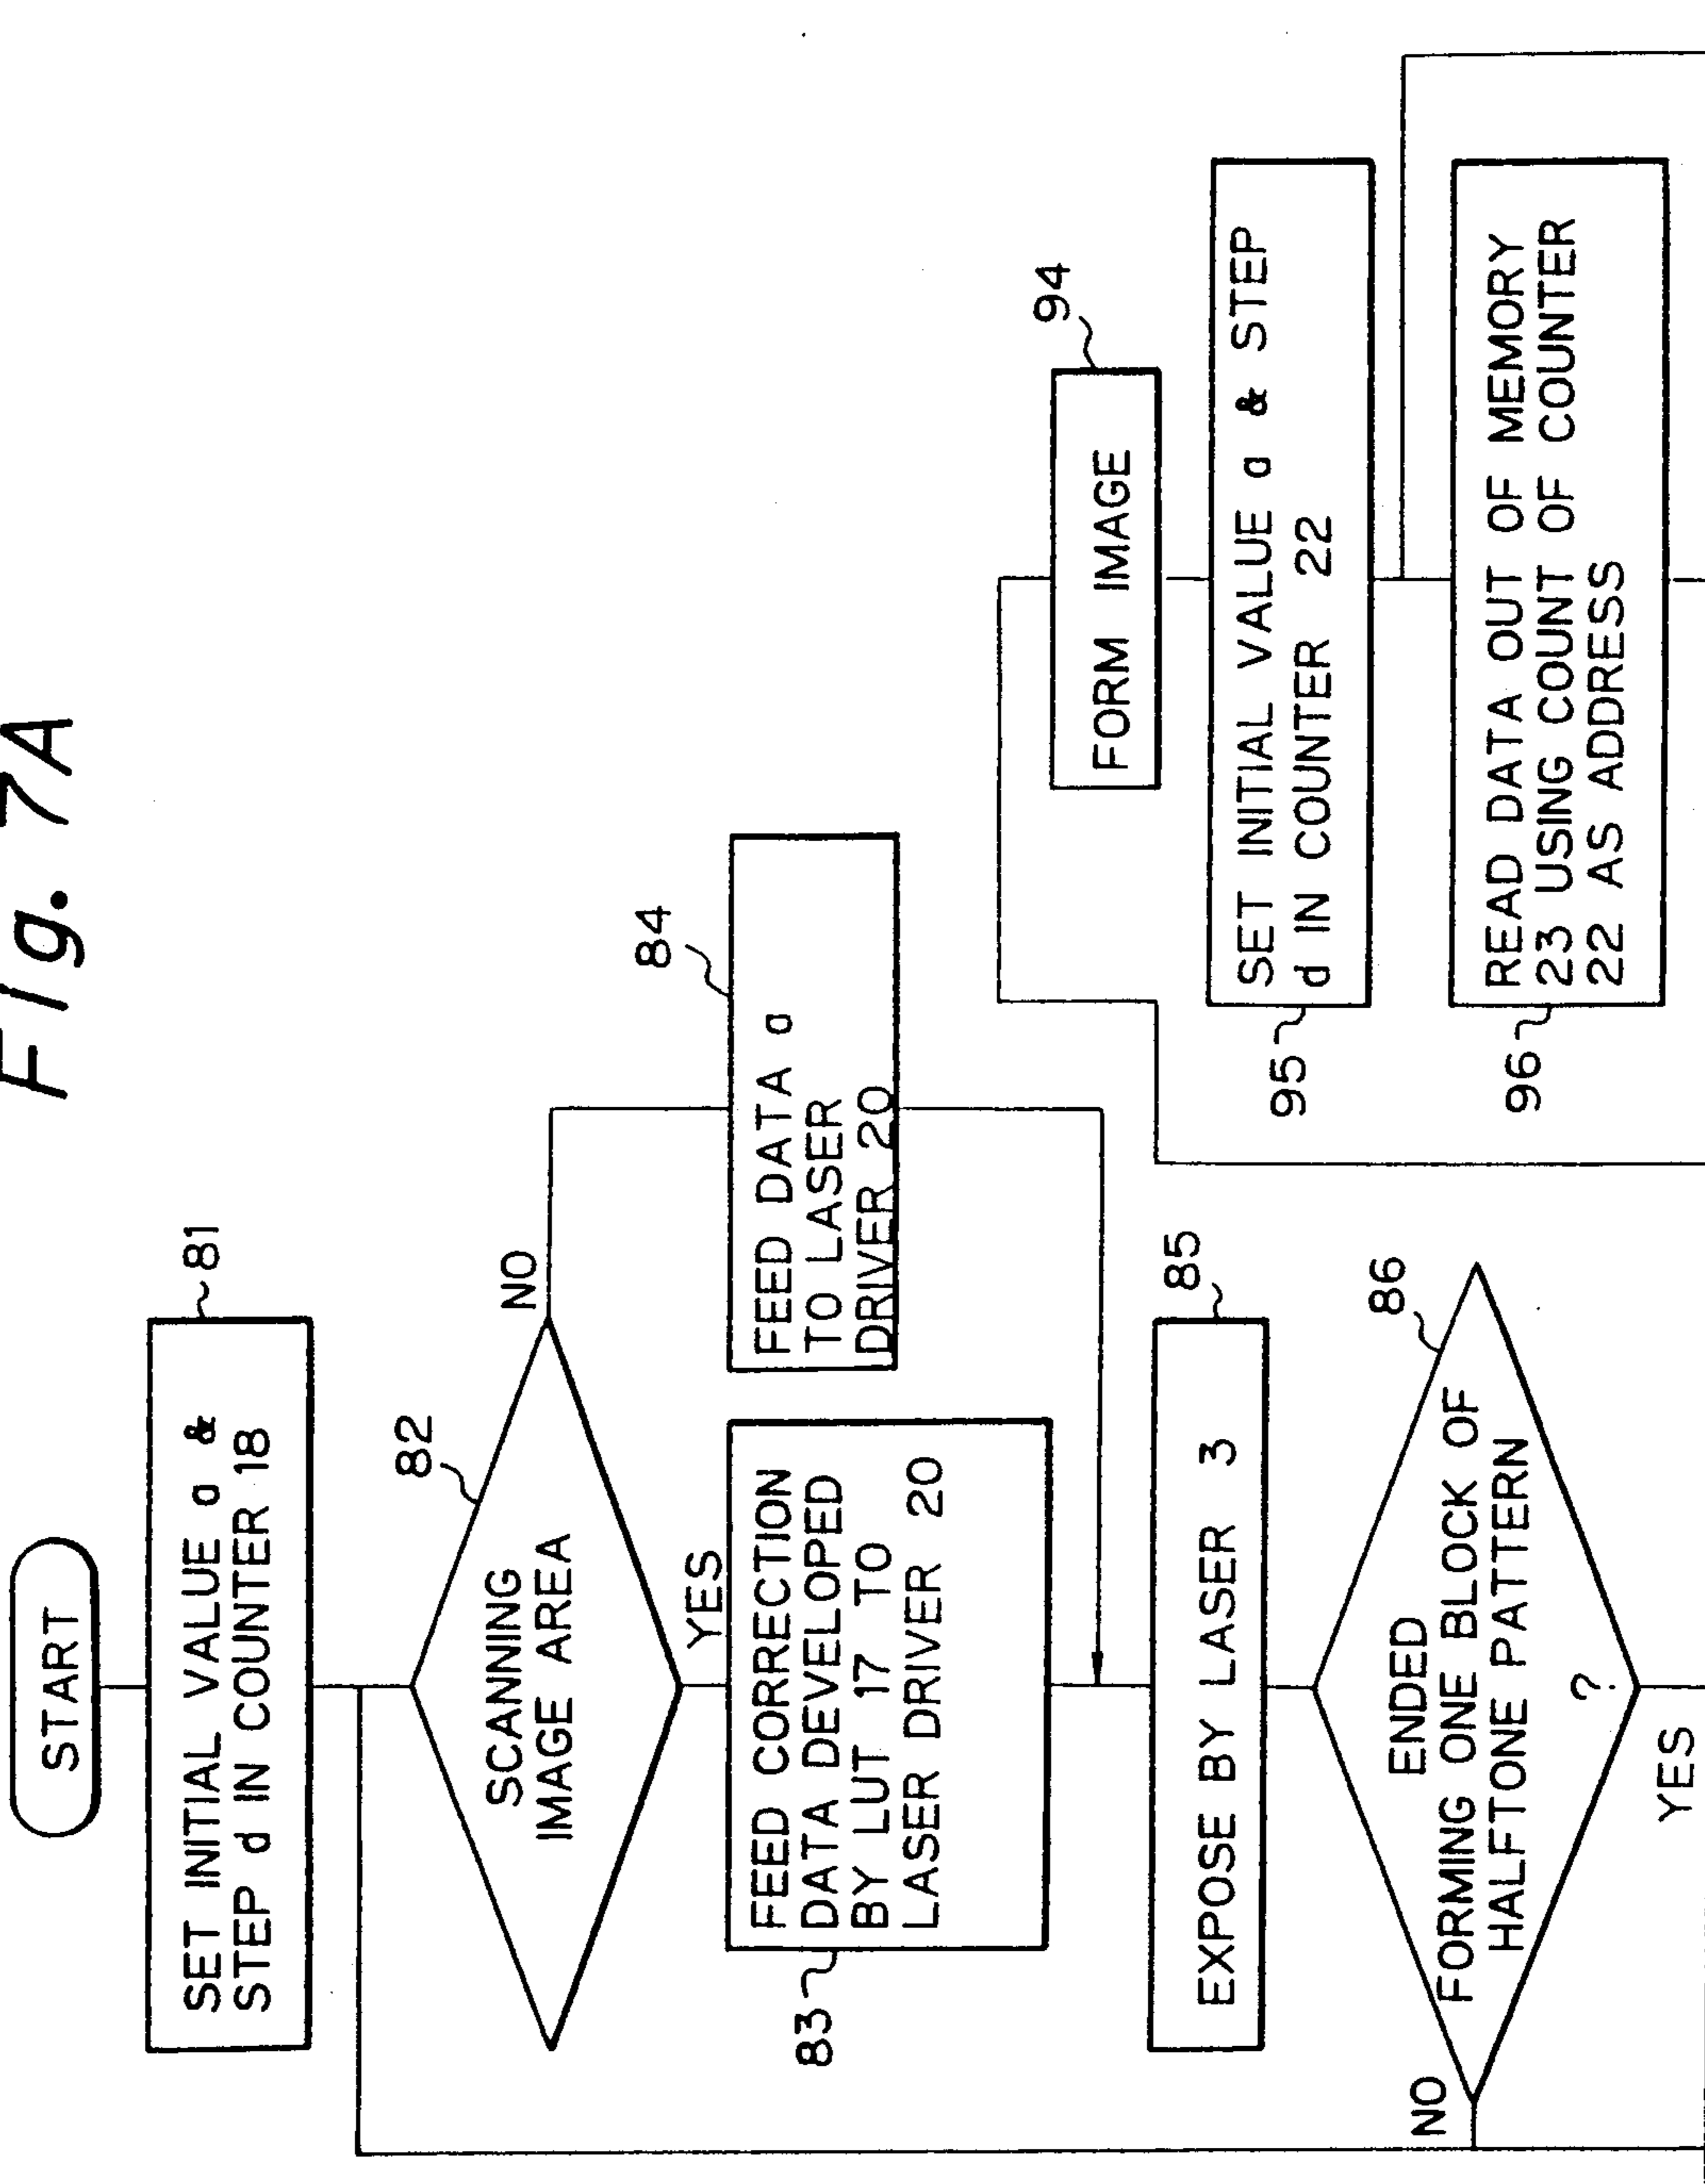 Fig. 7A
START
SET INITIAL VALUE a &
STEP d IN COUNTER 18
81
SCANNING
IMAGE AREA
82
NO
YES
FEED CORRECTION
DATA DEVELOPED
BY LUT 17 TO
LASER DRIVER 20
83
FEED DATA a
TO LASER
DRIVER 20
84
EXPOSE BY LASER 3
85
ENDED
FORMING ONE BLOCK OF
HALFTONE PATTERN
?
86
NO
YES
FORM IMAGE
94
SET INITIAL VALUE a & STEP
d IN COUNTER 22
95
READ DATA OUT OF MEMORY
23 USING COUNT OF COUNTER
22 AS ADDRESS
96